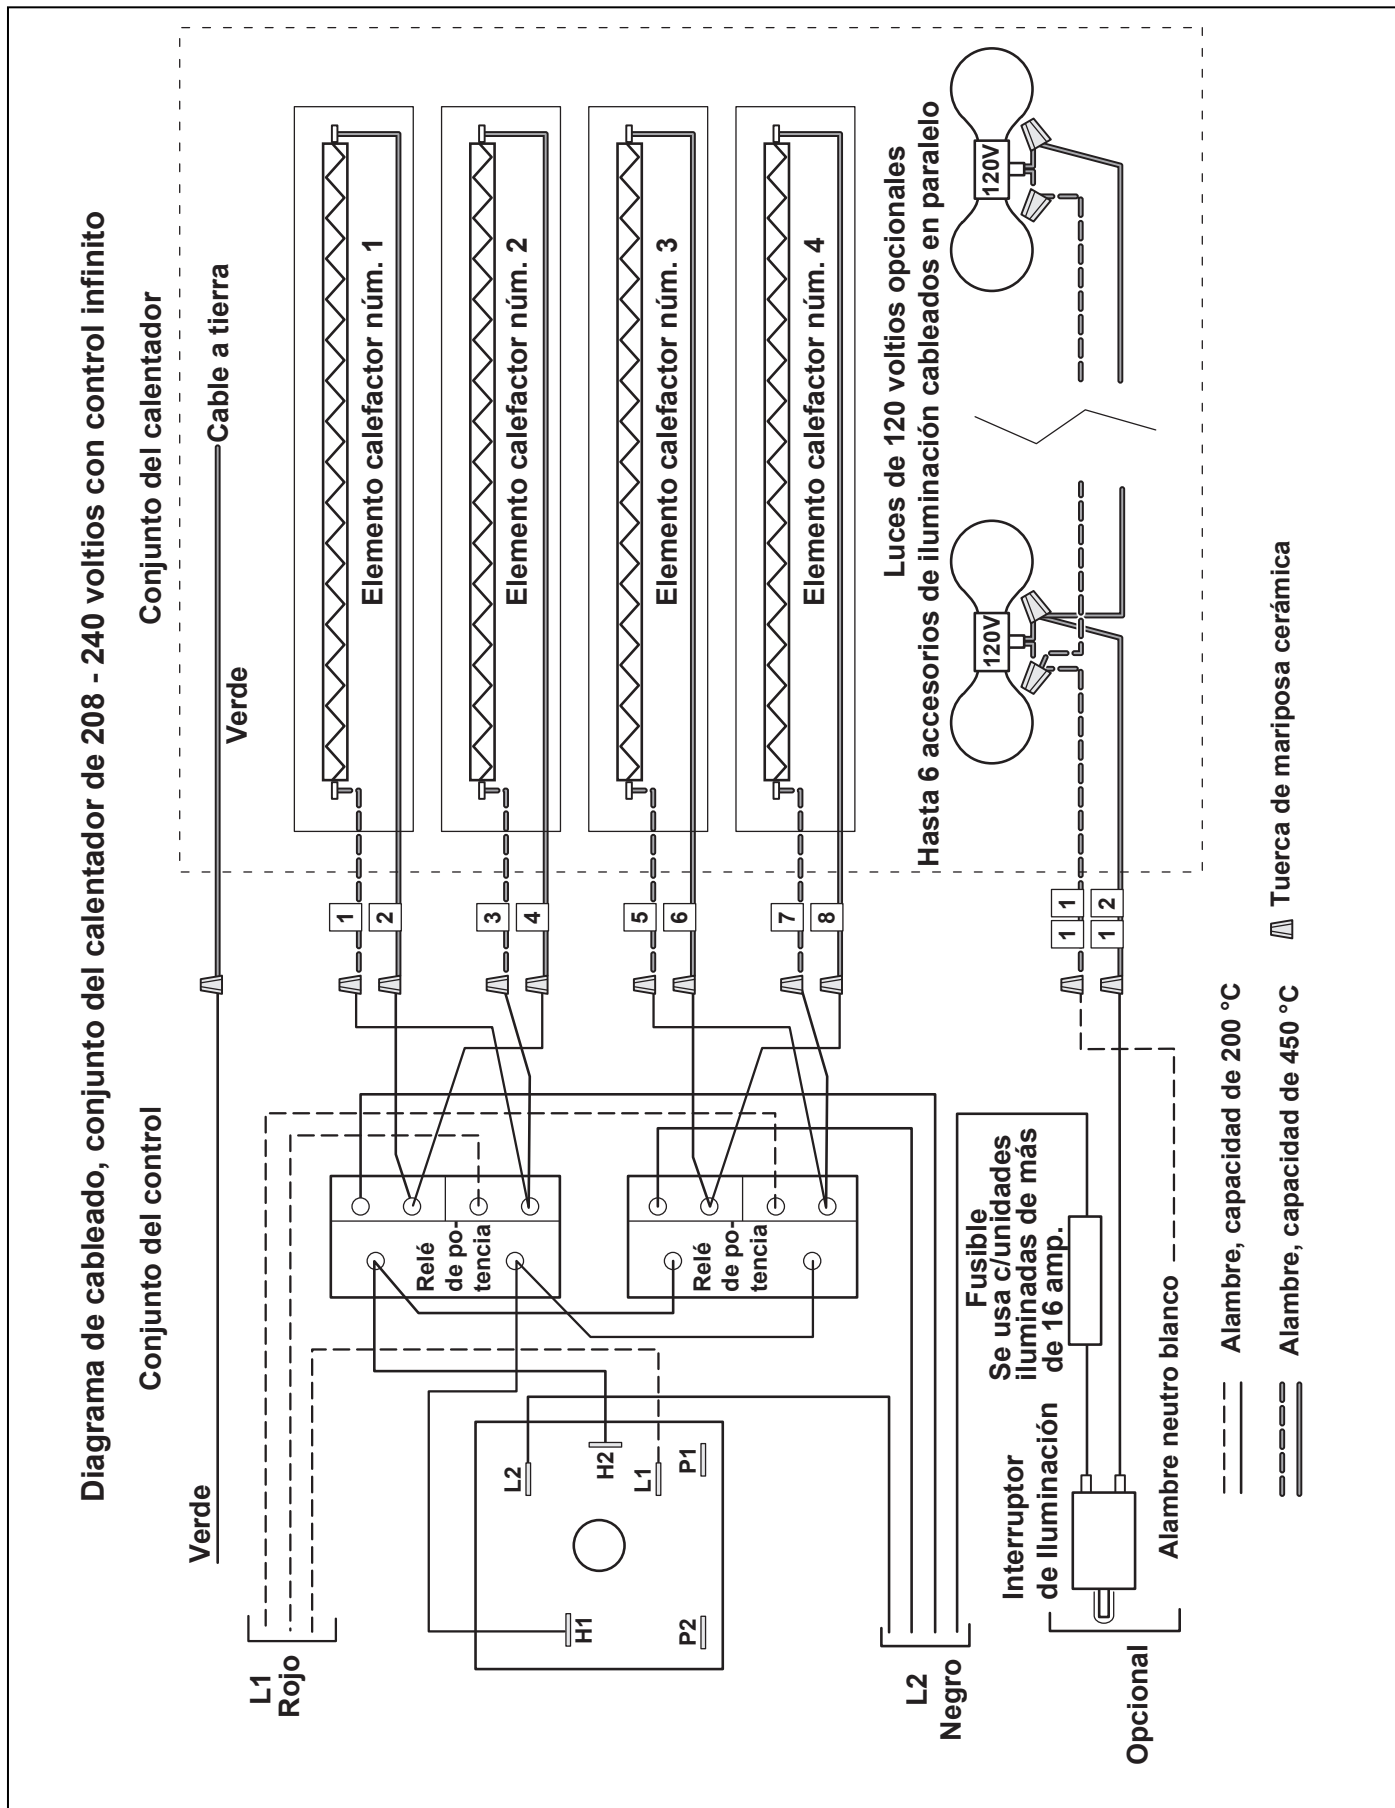 Diagrama de cableado, conjunto del calentador de 208 - 240 voltios con control infinito
Conjunto del control
Conjunto del calentador
Verde
Verde
Cable a tierra
L1
Rojo
1
2
Elemento calefactor núm. 1
3
4
Elemento calefactor núm. 2
5
6
Elemento calefactor núm. 3
7
8
Elemento calefactor núm. 4
Relé
de po-
tencia
Relé
de po-
tencia
H1
L2
H2
L1
P2
P1
L2
Negro
Luces de 120 voltios opcionales
Hasta 6 accesorios de iluminación cableados en paralelo
120V
120V
1 1
1 2
Fusible
Se usa c/unidades
iluminadas de más
de 16 amp.
Interruptor
de Iluminación
Alambre neutro blanco
Opcional
Alambre, capacidad de 200 °C
Alambre, capacidad de 450 °C
Tuerca de mariposa cerámica